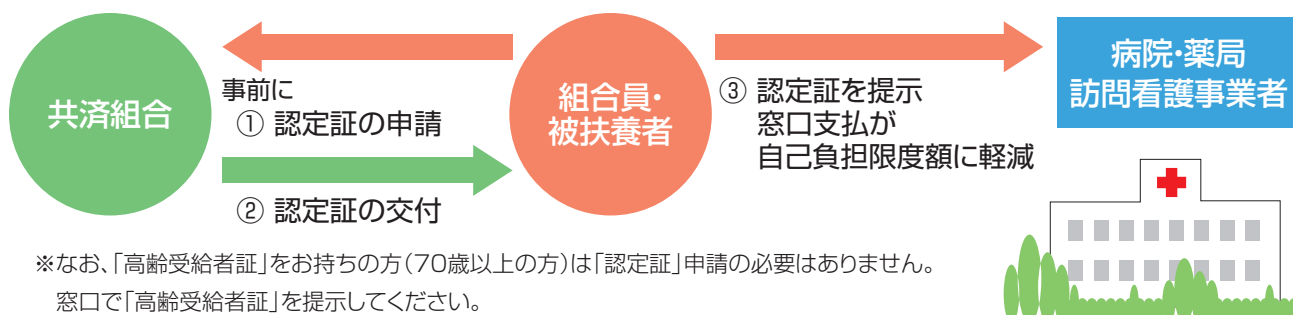 共済組合
事前に
① 認定証の申請
② 認定証の交付
組合員・
被扶養者
③ 認定証を提示
窓口支払が
自己負担限度額に軽減
病院・薬局
訪問看護事業者
※なお、「高齢受給者証」をお持ちの方(70歳以上の方)は「認定証」申請の必要はありません。
窓口で「高齢受給者証」を提示してください。